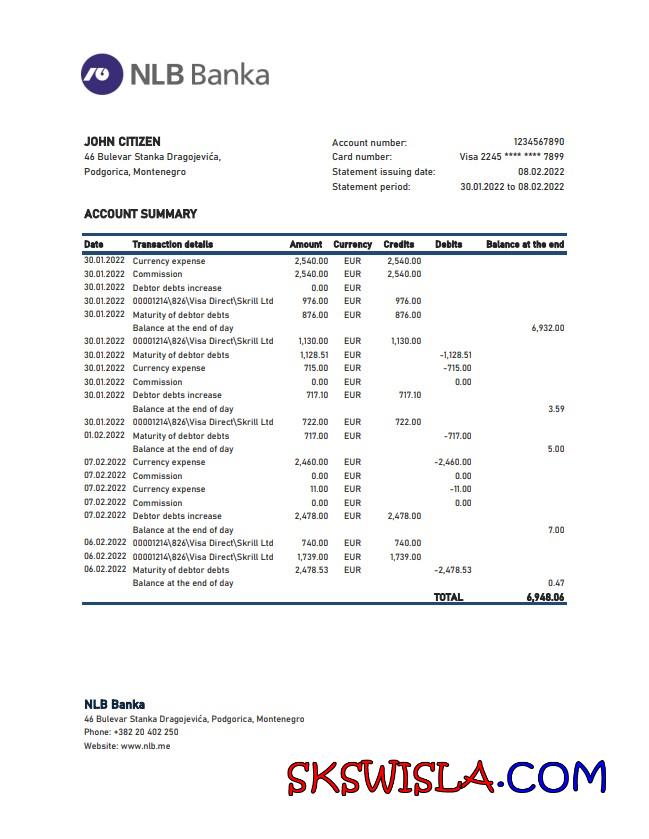 NLB Banka
JOHN CITIZEN
46 Bulevar Stanka Dragojevića,
Podgorica, Montenegro
Account number: 1234567890
Card number: Visa 2245 **** **** 7899
Statement issuing date: 08.02.2022
Statement period: 30.01.2022 to 08.02.2022
ACCOUNT SUMMARY
Date Transaction details Amount Currency Credits Debits Balance at the end
30.01.2022 Currency expense 2,540.00 EUR 2,540.00
30.01.2022 Commission 2,540.00 EUR 2,540.00
30.01.2022 Debtor debts increase 0.00 EUR
30.01.2022 00001214\826\Visa Direct\Skrill Ltd 976.00 EUR 976.00
30.01.2022 Maturity of debtor debts 876.00 EUR 876.00
Balance at the end of day 6,932.00
30.01.2022 00001214\826\Visa Direct\Skrill Ltd 1,130.00 EUR 1,130.00
30.01.2022 Maturity of debtor debts 1,128.51 EUR -1,128.51
30.01.2022 Currency expense 715.00 EUR -715.00
30.01.2022 Commission 0.00 EUR 0.00
30.01.2022 Debtor debts increase 717.10 EUR 717.10
Balance at the end of day 3.59
30.01.2022 00001214\826\Visa Direct\Skrill Ltd 722.00 EUR 722.00
01.02.2022 Maturity of debtor debts 717.00 EUR -717.00
Balance at the end of day 5.00
07.02.2022 Currency expense 2,460.00 EUR -2,460.00
07.02.2022 Commission 0.00 EUR 0.00
07.02.2022 Currency expense 11.00 EUR -11.00
07.02.2022 Commission 0.00 EUR 0.00
07.02.2022 Debtor debts increase 2,478.00 EUR 2,478.00
Balance at the end of day 7.00
06.02.2022 00001214\826\Visa Direct\Skrill Ltd 740.00 EUR 740.00
06.02.2022 00001214\826\Visa Direct\Skrill Ltd 1,739.00 EUR 1,739.00
06.02.2022 Maturity of debtor debts 2,478.53 EUR -2,478.53
Balance at the end of day 0.47
TOTAL 6,948.06
NLB Banka
46 Bulevar Stanka Dragojevića, Podgorica, Montenegro
Phone: +382 20 402 250
Website: www.nlb.me
SKSWISLA.COM